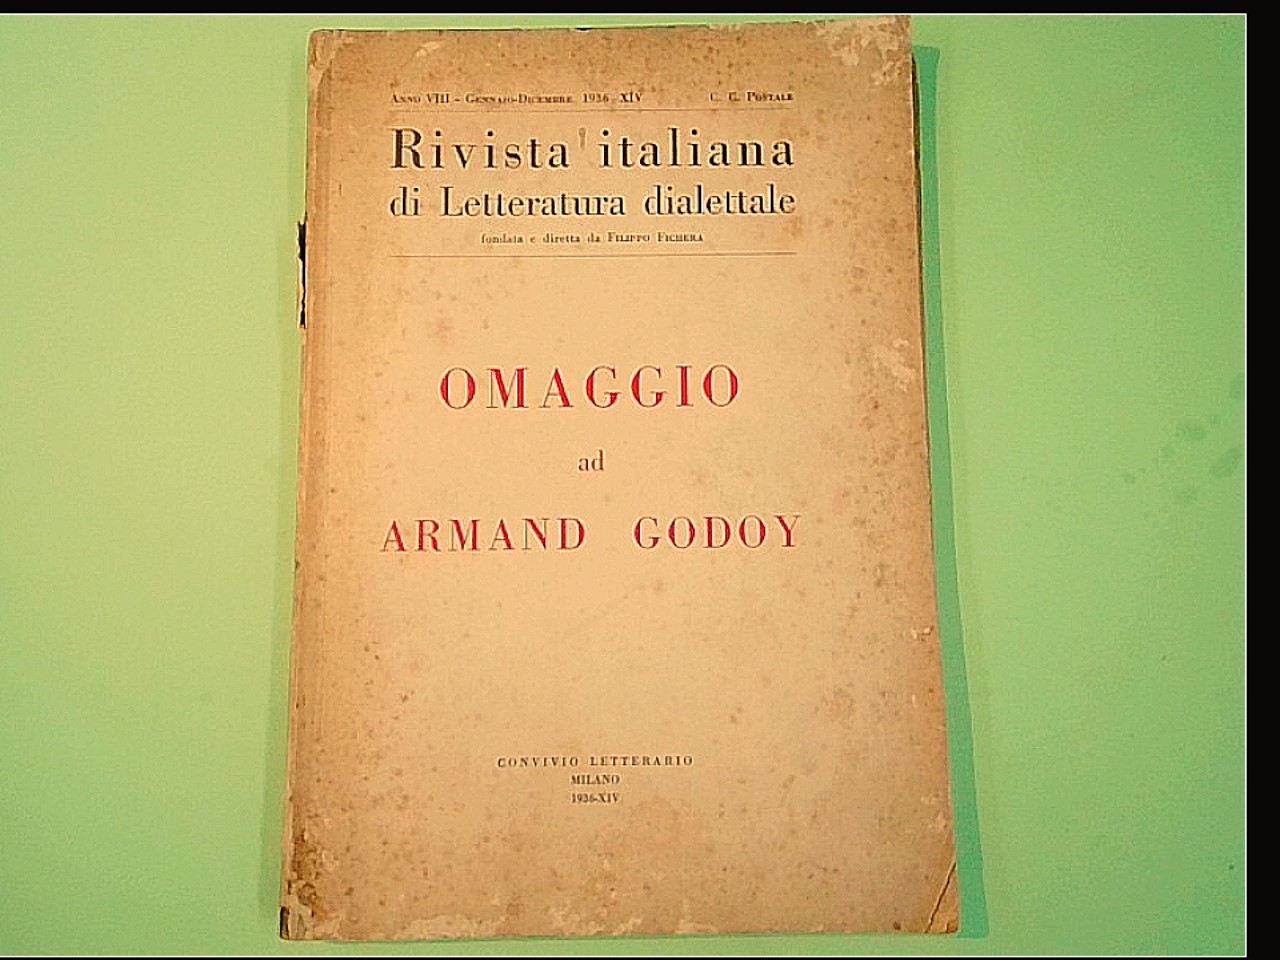 ANNO VIII - GENNAIO-DICEMBRE 1936 - XIV C. C. POSTALE
Rivista italiana
di Letteratura dialettale
fondata e diretta da FILIPPO FICHERA
OMAGGIO
ad
ARMAND GODOY
CONVIVIO LETTERARIO
MILANO
1936-XIV